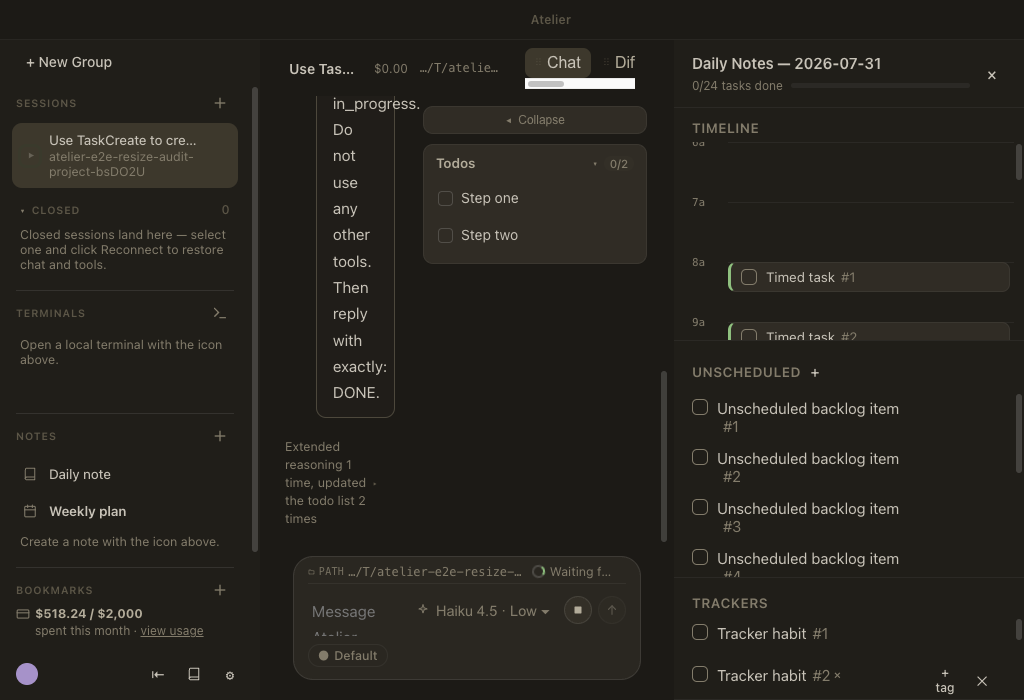 Atelier
+ New Group
SESSIONS
Use TaskCreate to cre...
atelier-e2e-resize-audit-
project-bsDO2U
CLOSED 0
Closed sessions land here — select
one and click Reconnect to restore
chat and tools.
TERMINALS
Open a local terminal with the icon
above.
NOTES
Daily note
Weekly plan
Create a note with the icon above.
BOOKMARKS
$518.24 / $2,000
spent this month · view usage
Use Tas... $0.00 …/T/atelie…
Chat Dif
in_progress.
Do
not
use
any
other
tools.
Then
reply
with
exactly:
DONE.
Collapse
Todos 0/2
Step one
Step two
Extended
reasoning 1
time, updated ·
the todo list 2
times
PATH …/T/atelier-e2e-resize-… Waiting f...
Message
Atelier
Haiku 4.5 · Low
Default
Daily Notes — 2026-07-31
0/24 tasks done
×
TIMELINE
6a
7a
8a
Timed task #1
9a
Timed task #2
UNSCHEDULED +
Unscheduled backlog item
#1
Unscheduled backlog item
#2
Unscheduled backlog item
#3
Unscheduled backlog item
#4
TRACKERS
Tracker habit #1
Tracker habit #2 ×
+
tag